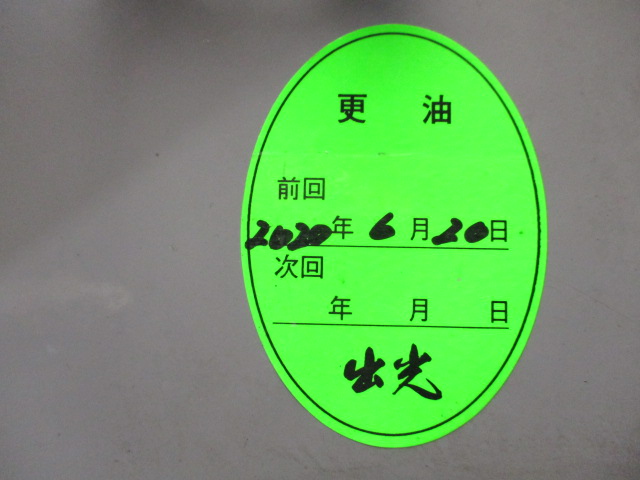 更 油
前回
2020年 6 月 20日
次回
年 月 日
出光